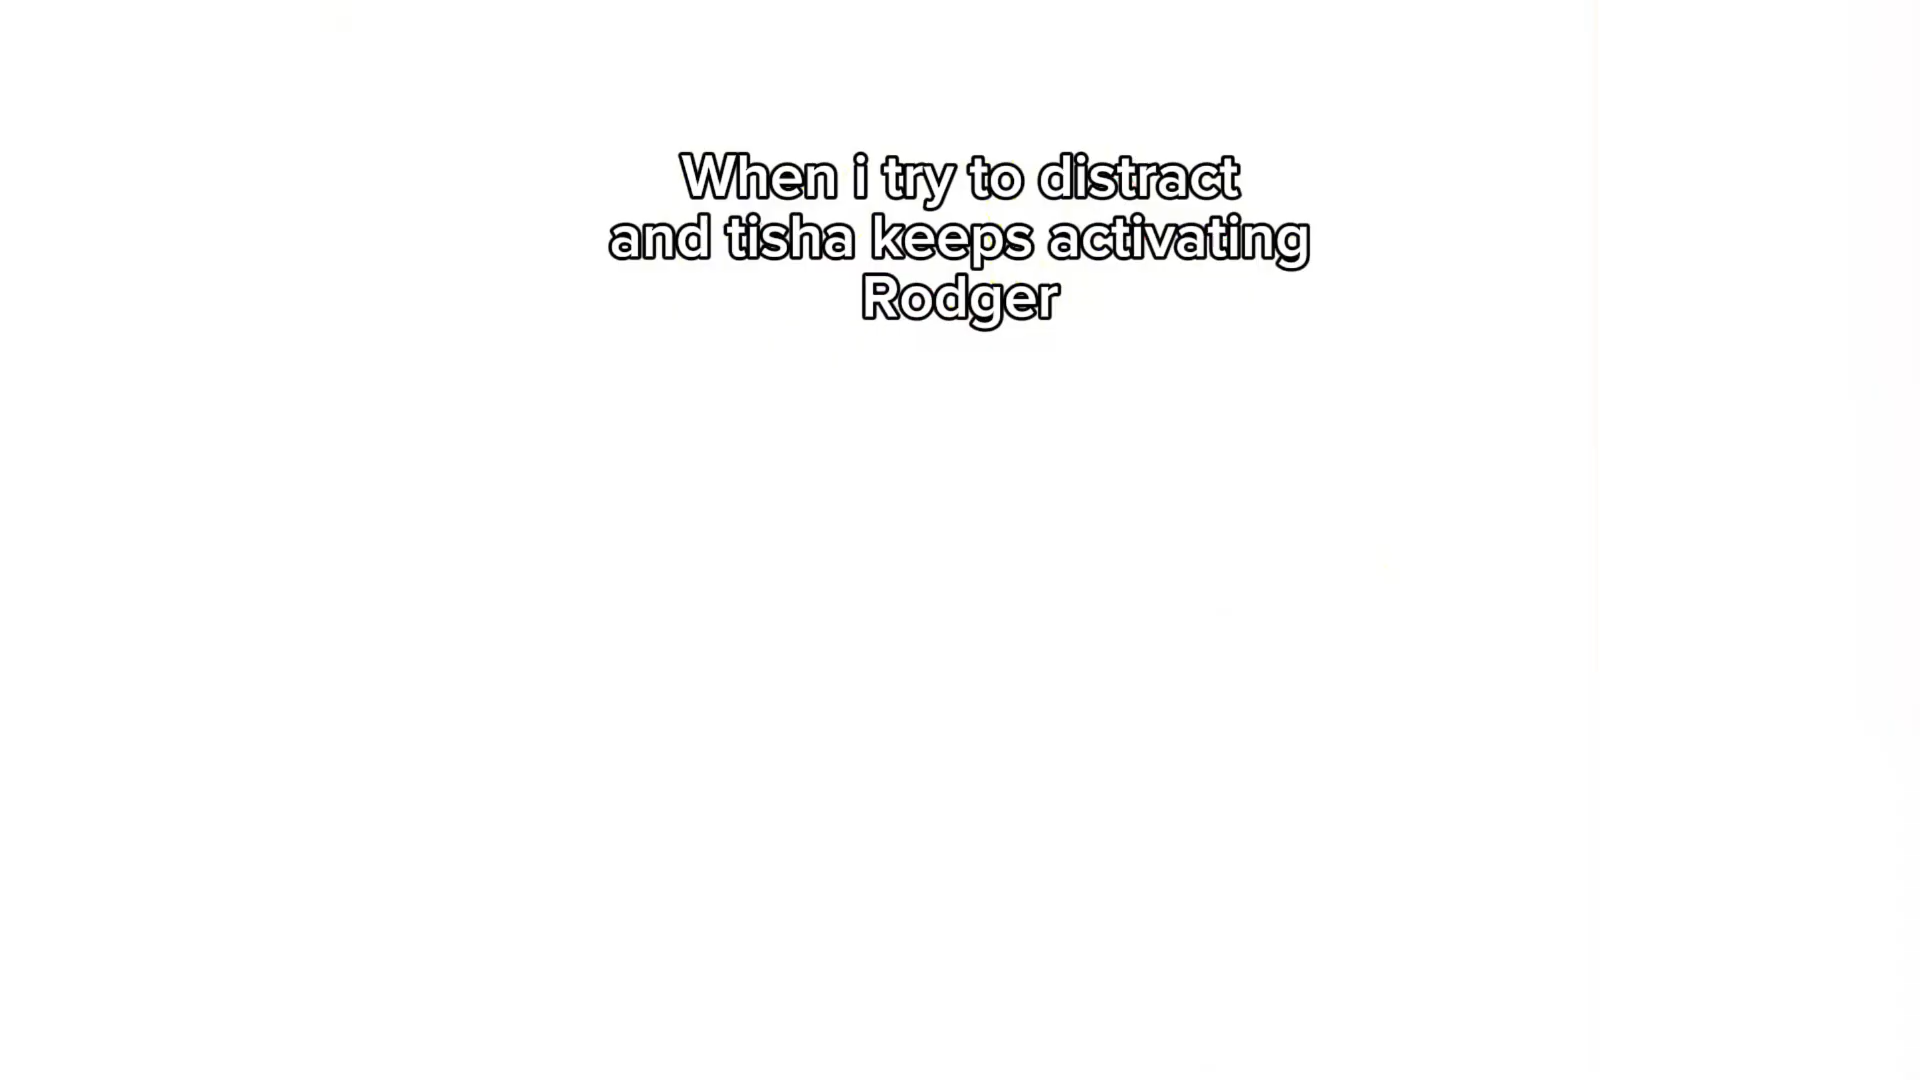 When i try to distract
and tisha keeps activating
Rodger